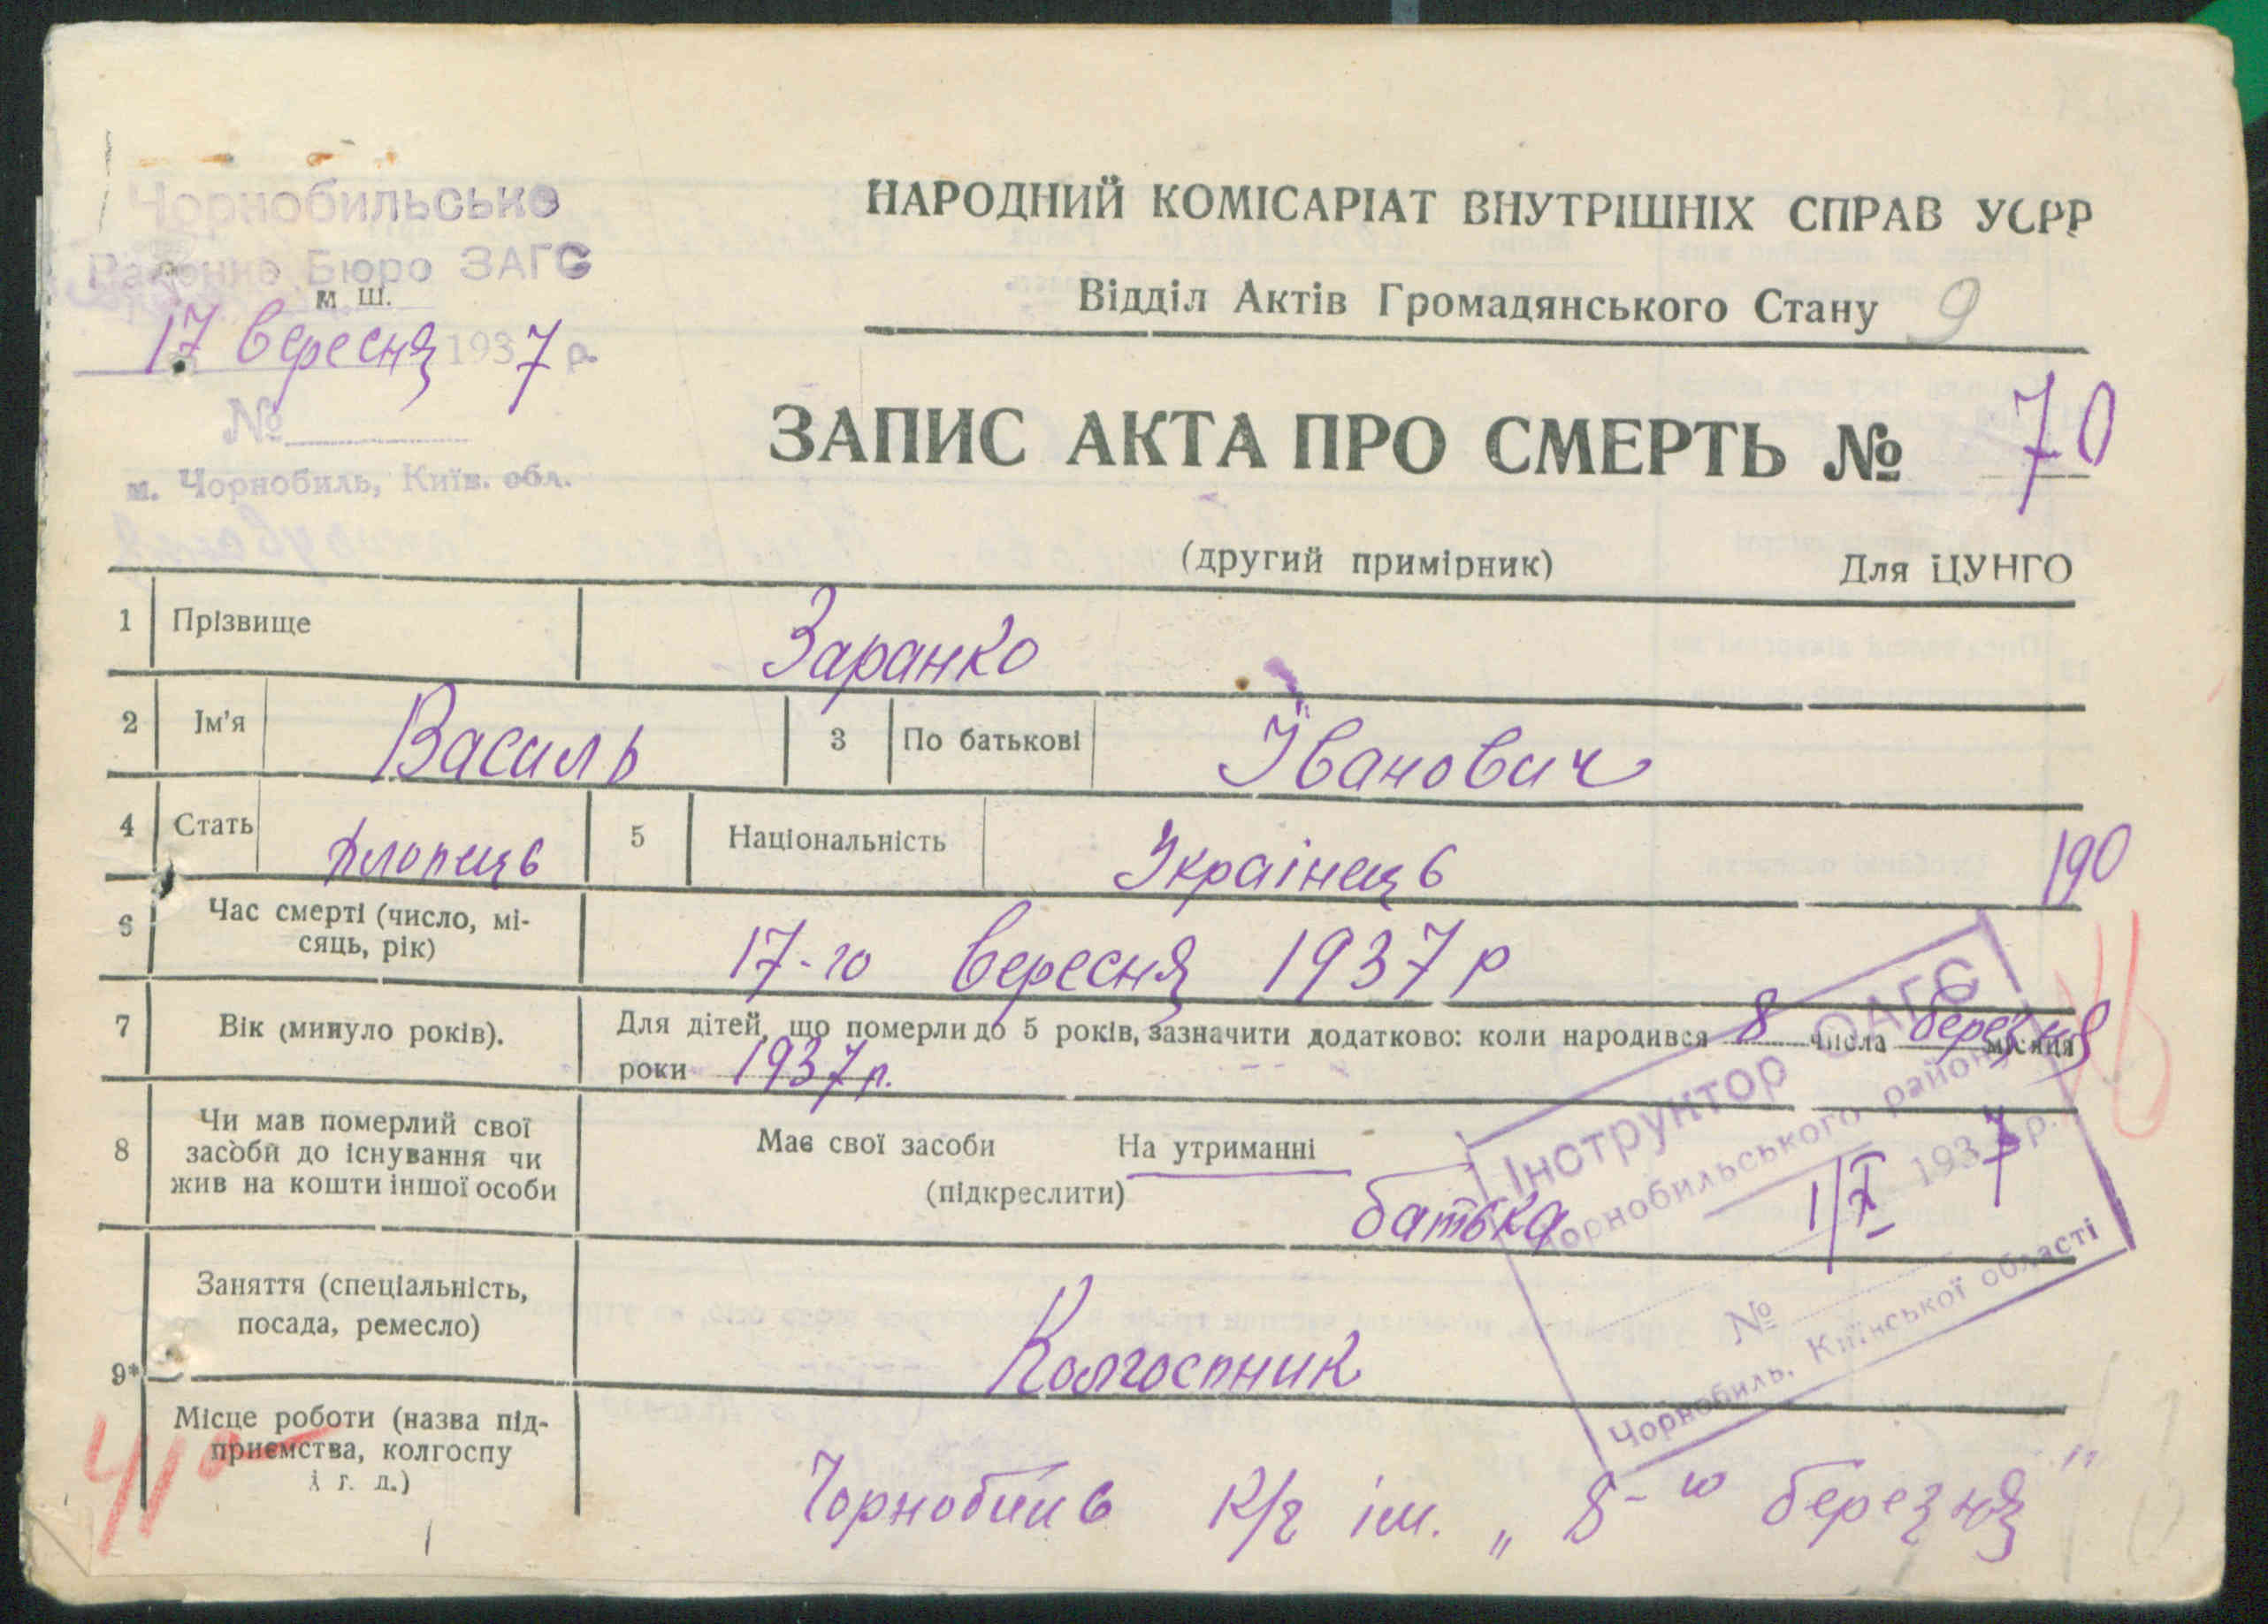 Чорнобильське
Районне Бюро ЗАГС
м ш.
17 вересня 1937 р.
№
м. Чорнобиль, Київ. обл.
НАРОДНИЙ КОМІСАРІАТ ВНУТРІШНІХ СПРАВ УСРР
Відділ Актів Громадянського Стану 9
ЗАПИС АКТА ПРО СМЕРТЬ № 70
(другий примірник) Для ЦУНГО
1 Прізвище Заранко
2 Ім'я Василь 3 По батькові Іванович
4 Стать хлопець 5 Національність Українець 190
6 Час смерті (число, мі-
сяць, рік) 17-го вересня 1937 р
7 Вік (минуло років). Для дітей, що померли до 5 років, зазначити додатково: коли народився 8 числа березня місяця
роки 1937 р.
8 Чи мав померлий свої
засоби до існування чи
жив на кошти іншої особи
Має свої засоби На утриманні
(підкреслити) батька
Інструктор ОАГС
Чорнобильського району
1/X 1937 р.
№
Чорнобиль, Київської області
9* Заняття (спеціальність,
посада, ремесло) Колгоспник
Місце роботи (назва під-
приємства, колгоспу
і т. д.)
Чорнобиль к/г ім. „8-го березня"